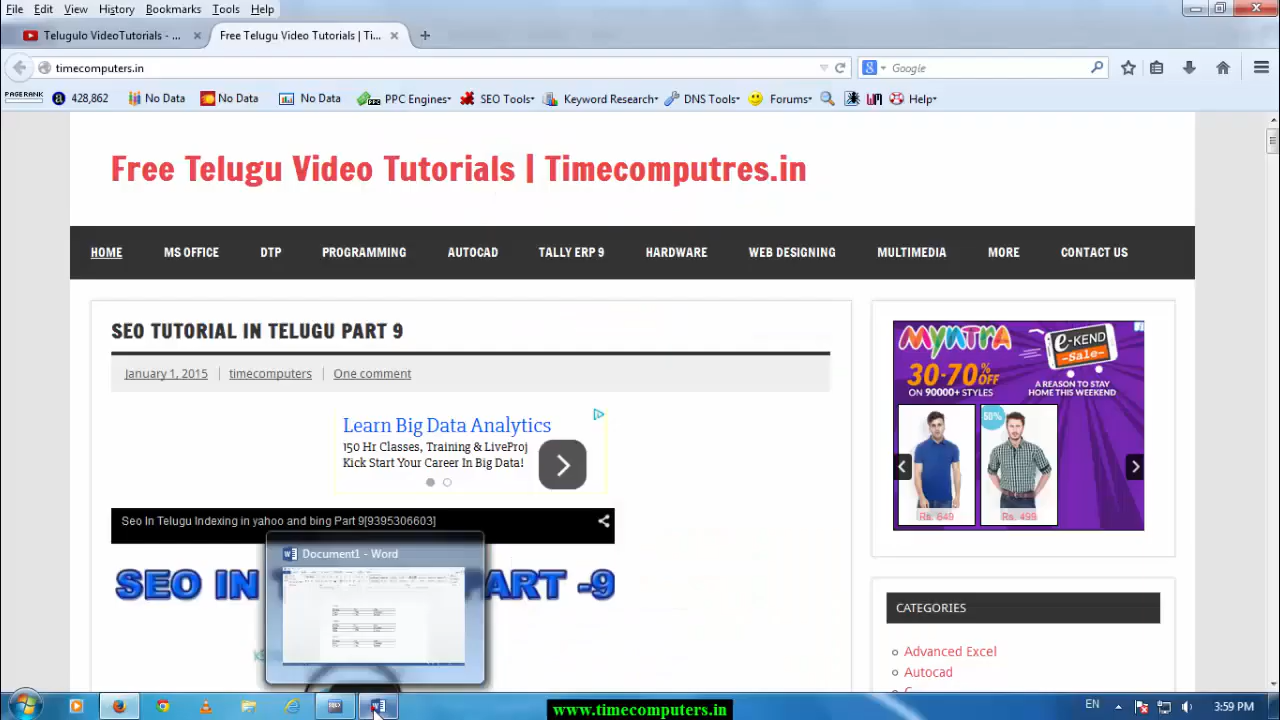 File Edit View History Bookmarks Tools Help
Telugulo VideoTutorials - ...
Free Telugu Video Tutorials | Ti...
timecomputers.in
Google
PAGERANK 428,862 No Data No Data No Data PPC Engines SEO Tools Keyword Research DNS Tools Forums Help
Free Telugu Video Tutorials | Timecomputres.in
HOME MS OFFICE DTP PROGRAMMING AUTOCAD TALLY ERP 9 HARDWARE WEB DESIGNING MULTIMEDIA MORE CONTACT US
SEO TUTORIAL IN TELUGU PART 9
January 1, 2015 timecomputers One comment
Learn Big Data Analytics
150 Hr Classes, Training & LiveProj
Kick Start Your Career In Big Data!
Seo In Telugu Indexing in yahoo and bing Part 9[9395306603]
SEO IN PART -9
Document1 - Word
Myntra
30-70% OFF
ON 90000+ STYLES
e-KEND
Sale
A REASON TO STAY
HOME THIS WEEKEND
50%
Rs. 649
Rs. 499
CATEGORIES
Advanced Excel
Autocad
www.timecomputers.in
EN 3:59 PM